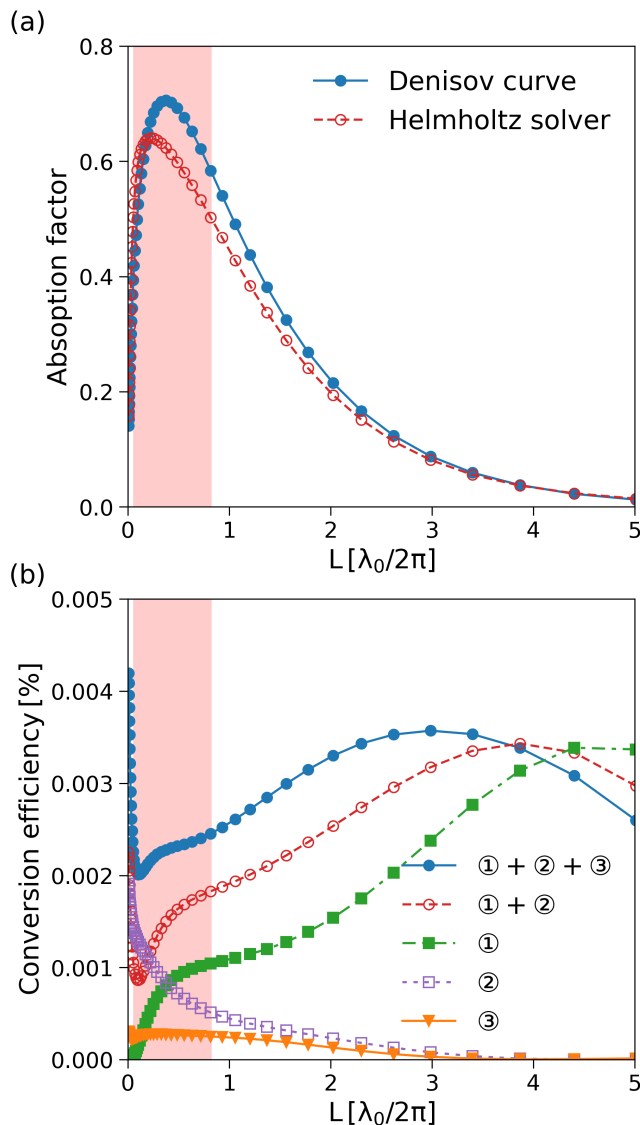 (a)
0.8
0.6
0.4
0.2
0.0
Absoption factor
Denisov curve
Helmholtz solver
0 1 2 3 4 5
L [λ₀/2π]
(b)
0.005
0.004
0.003
0.002
0.001
0.000
Conversion efficiency [%]
① + ② + ③
① + ②
①
②
③
0 1 2 3 4 5
L [λ₀/2π]